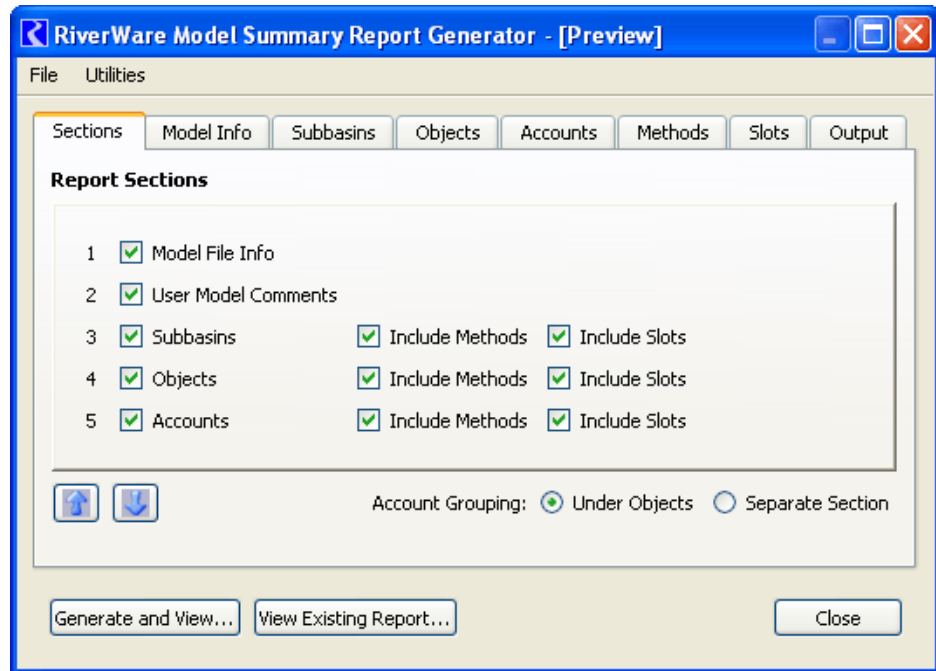 RiverWare Model Summary Report Generator - [Preview]
File Utilities
Sections Model Info Subbasins Objects Accounts Methods Slots Output
Report Sections
1 Model File Info
2 User Model Comments
3 Subbasins Include Methods Include Slots
4 Objects Include Methods Include Slots
5 Accounts Include Methods Include Slots
Account Grouping: Under Objects Separate Section
Generate and View... View Existing Report... Close